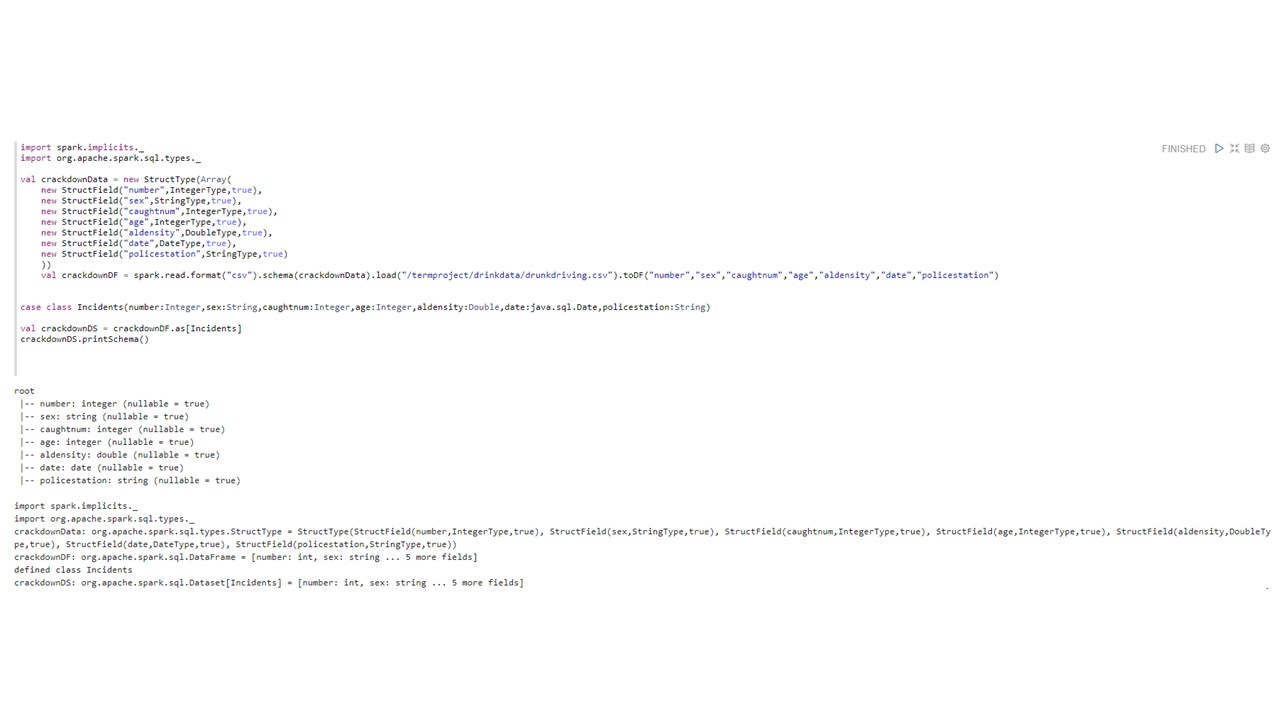 import spark.implicits._
FINISHED
import org.apache.spark.sql.types._
val crackdownData = new StructType(Array(
new StructField("number",IntegerType,true),
new StructField("sex",StringType,true),
new StructField("caughtnum",IntegerType,true),
new StructField("age",IntegerType,true),
new StructField("aldensity",DoubleType,true),
new StructField("date",DateType,true),
new StructField("policestation",StringType,true)
))
val crackdownDF = spark.read.format("csv").schema(crackdownData).load("/termproject/drinkdata/drunkdriving.csv").toDF("number","sex","caughtnum","age","aldensity","date","policestation")
case class Incidents(number:Integer,sex:String,caughtnum:Integer,age:Integer,aldensity:Double,date:java.sql.Date,policestation:String)
val crackdownDS = crackdownDF.as[Incidents]
crackdownDS.printSchema()
root
|-- number: integer (nullable = true)
|-- sex: string (nullable = true)
|-- caughtnum: integer (nullable = true)
|-- age: integer (nullable = true)
|-- aldensity: double (nullable = true)
|-- date: date (nullable = true)
|-- policestation: string (nullable = true)
import spark.implicits._
import org.apache.spark.sql.types._
crackdownData: org.apache.spark.sql.types.StructType = StructType(StructField(number,IntegerType,true), StructField(sex,StringType,true), StructField(caughtnum,IntegerType,true), StructField(age,IntegerType,true), StructField(aldensity,DoubleTy
pe,true), StructField(date,DateType,true), StructField(policestation,StringType,true))
crackdownDF: org.apache.spark.sql.DataFrame = [number: int, sex: string ... 5 more fields]
defined class Incidents
crackdownDS: org.apache.spark.sql.Dataset[Incidents] = [number: int, sex: string ... 5 more fields]